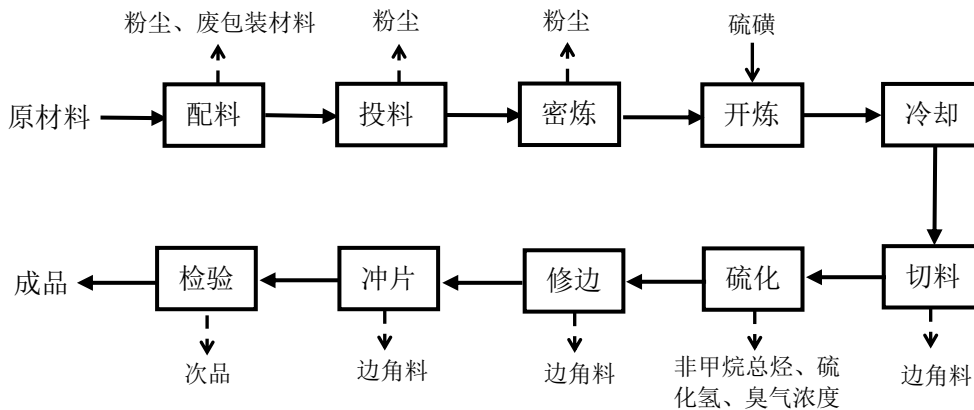 粉尘、废包装材料
粉尘
粉尘
硫磺
原材料
配料
投料
密炼
开炼
冷却
成品
检验
冲片
修边
硫化
切料
次品
边角料
边角料
非甲烷总烃、硫
化氢、臭气浓度
边角料